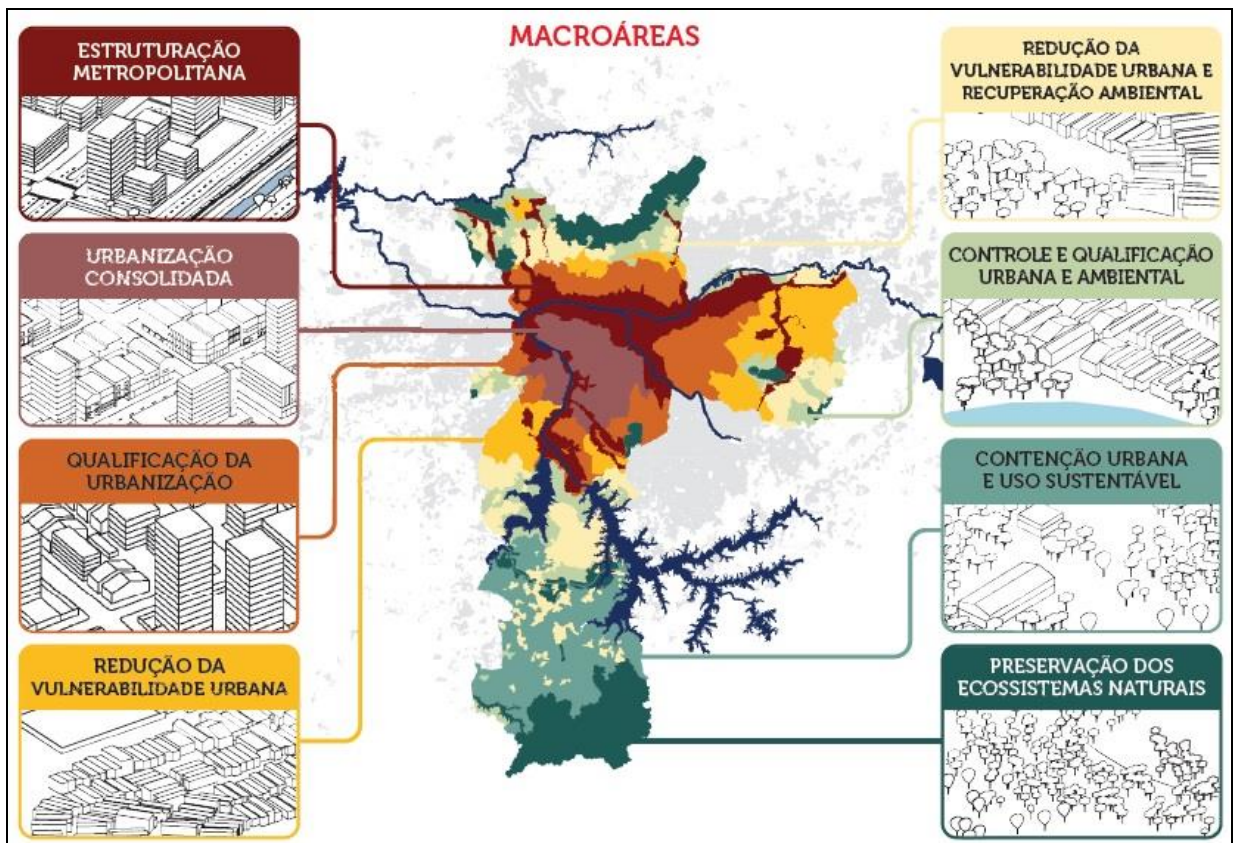 MACROÁREAS
ESTRUTURAÇÃO
METROPOLITANA
URBANIZAÇÃO
CONSOLIDADA
QUALIFICAÇÃO DA
URBANIZAÇÃO
REDUÇÃO DA
VULNERABILIDADE URBANA
REDUÇÃO DA
VULNERABILIDADE URBANA E
RECUPERAÇÃO AMBIENTAL
CONTROLE E QUALIFICAÇÃO
URBANA E AMBIENTAL
CONTENÇÃO URBANA
E USO SUSTENTÁVEL
PRESERVAÇÃO DOS
ECOSSISTEMAS NATURAIS